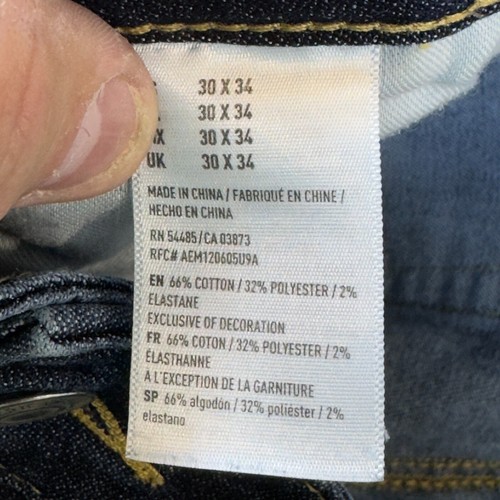 30 X 34
30 X 34
30 X 34
UK 30 X 34
MADE IN CHINA / FABRIQUÉ EN CHINE /
HECHO EN CHINA
RN 54485 / CA 03873
RFC# AEM120605U9A
EN 66% COTTON / 32% POLYESTER / 2%
ELASTANE
EXCLUSIVE OF DECORATION
FR 66% COTON / 32% POLYESTER / 2%
ÉLASTHANNE
À L'EXCEPTION DE LA GARNITURE
SP 66% algodón / 32% poliéster / 2%
elastano